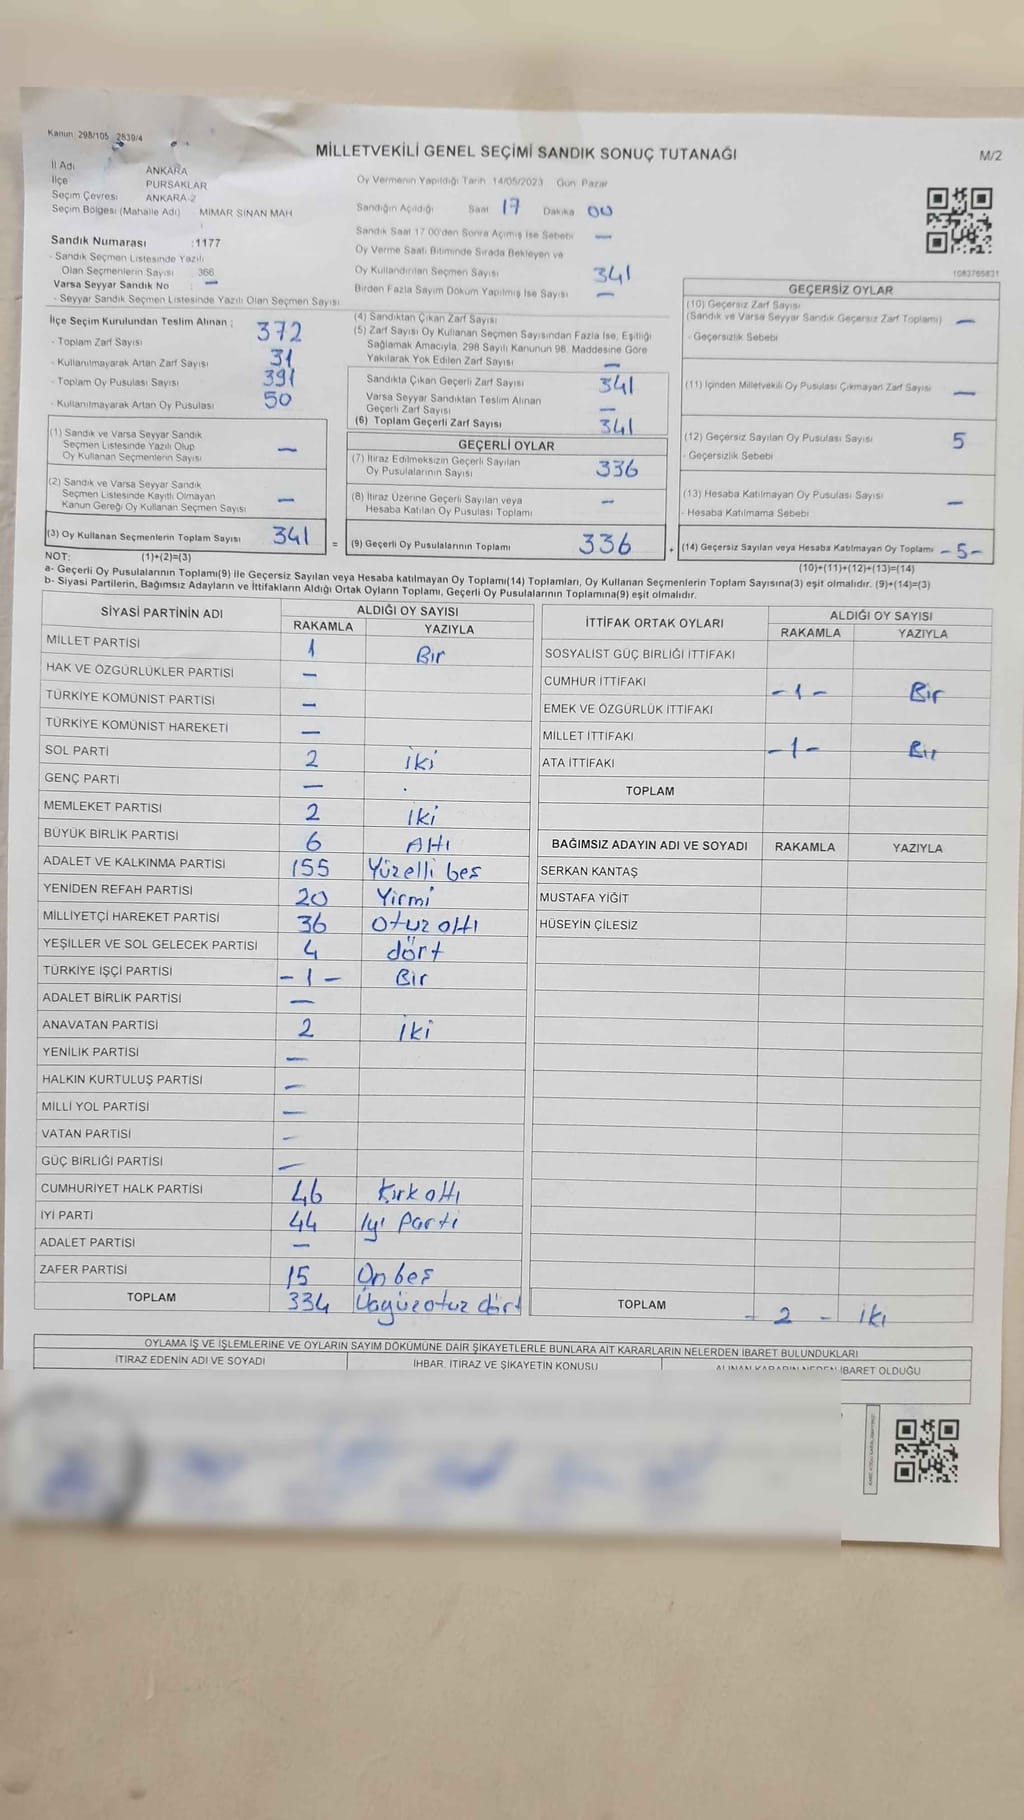 Kanun 298/105 2839/4
MİLLETVEKİLİ GENEL SEÇİMİ SANDIK SONUÇ TUTANAĞI
M/2
İl Adı ANKARA
İlçe PURSAKLAR
Seçim Çevresi ANKARA-2
Seçim Bölgesi (Mahalle Adı) MİMAR SİNAN MAH
Sandık Numarası :1177
- Sandık Seçmen Listesinde Yazılı
Olan Seçmenlerin Sayısı 366
Varsa Seyyar Sandık No : —
- Seyyar Sandık Seçmen Listesinde Yazılı Olan Seçmen Sayısı
Oy Vermenin Yapıldığı Tarih 14/05/2023 Gün Pazar
Sandığın Açıldığı Saat 17 Dakika 00
Sandık Saat 17:00'den Sonra Açılmış İse Sebebi —
Oy Verme Saati Bitiminde Sırada Bekleyen ve
Oy Kullandırılan Seçmen Sayısı 341
Birden Fazla Sayım Döküm Yapılmış İse Sayısı —
1083765831
İlçe Seçim Kurulundan Teslim Alınan ;
- Toplam Zarf Sayısı 372
- Kullanılmayarak Artan Zarf Sayısı 31
- Toplam Oy Pusulası Sayısı 391
- Kullanılmayarak Artan Oy Pusulası 50
(1) Sandık ve Varsa Seyyar Sandık
Seçmen Listesinde Yazılı Olup
Oy Kullanan Seçmenlerin Sayısı —
(2) Sandık ve Varsa Seyyar Sandık
Seçmen Listesinde Kayıtlı Olmayan
Kanun Gereği Oy Kullanan Seçmen Sayısı —
(3) Oy Kullanan Seçmenlerin Toplam Sayısı 341 =
(4) Sandıktan Çıkan Zarf Sayısı
(5) Zarf Sayısı Oy Kullanan Seçmen Sayısından Fazla İse, Eşitliği
Sağlamak Amacıyla, 298 Sayılı Kanunun 98. Maddesine Göre
Yakılarak Yok Edilen Zarf Sayısı —
Sandıkta Çıkan Geçerli Zarf Sayısı 341
Varsa Seyyar Sandıktan Teslim Alınan
Geçerli Zarf Sayısı —
(6) Toplam Geçerli Zarf Sayısı 341
GEÇERLİ OYLAR
(7) İtiraz Edilmeksizin Geçerli Sayılan
Oy Pusulalarının Sayısı 336
(8) İtiraz Üzerine Geçerli Sayılan veya
Hesaba Katılan Oy Pusulası Toplamı —
(9) Geçerli Oy Pusulalarının Toplamı 336 +
GEÇERSİZ OYLAR
(10) Geçersiz Zarf Sayısı
(Sandık ve Varsa Seyyar Sandık Geçersiz Zarf Toplamı) —
- Geçersizlik Sebebi
(11) İçinden Milletvekili Oy Pusulası Çıkmayan Zarf Sayısı —
(12) Geçersiz Sayılan Oy Pusulası Sayısı 5
- Geçersizlik Sebebi
(13) Hesaba Katılmayan Oy Pusulası Sayısı —
- Hesaba Katılmama Sebebi
(14) Geçersiz Sayılan veya Hesaba Katılmayan Oy Toplamı -5-
NOT: (1)+(2)=(3)
(10)+(11)+(12)+(13)=(14)
a- Geçerli Oy Pusulalarının Toplamı(9) ile Geçersiz Sayılan veya Hesaba katılmayan Oy Toplamı(14) Toplamları, Oy Kullanan Seçmenlerin Toplam Sayısına(3) eşit olmalıdır. (9)+(14)=(3)
b- Siyasi Partilerin, Bağımsız Adayların ve İttifakların Aldığı Ortak Oyların Toplamı, Geçerli Oy Pusulalarının Toplamına(9) eşit olmalıdır.
SİYASİ PARTİNİN ADI ALDIĞI OY SAYISI
RAKAMLA YAZIYLA
MİLLET PARTİSİ 1 Bir
HAK VE ÖZGÜRLÜKLER PARTİSİ —
TÜRKİYE KOMÜNİST PARTİSİ —
TÜRKİYE KOMÜNİST HAREKETİ —
SOL PARTİ 2 iki
GENÇ PARTİ —
MEMLEKET PARTİSİ 2 iki
BÜYÜK BİRLİK PARTİSİ 6 Altı
ADALET VE KALKINMA PARTİSİ 155 Yüzelli beş
YENİDEN REFAH PARTİSİ 20 Yirmi
MİLLİYETÇİ HAREKET PARTİSİ 36 Otuz altı
YEŞİLLER VE SOL GELECEK PARTİSİ 4 dört
TÜRKİYE İŞÇİ PARTİSİ -1- Bir
ADALET BİRLİK PARTİSİ —
ANAVATAN PARTİSİ 2 iki
YENİLİK PARTİSİ —
HALKIN KURTULUŞ PARTİSİ —
MİLLİ YOL PARTİSİ —
VATAN PARTİSİ —
GÜÇ BİRLİĞİ PARTİSİ —
CUMHURİYET HALK PARTİSİ 46 Kırk altı
İYİ PARTİ 44 İyi Parti
ADALET PARTİSİ —
ZAFER PARTİSİ 15 On beş
TOPLAM 334 Üçyüzotuz dört
İTTİFAK ORTAK OYLARI ALDIĞI OY SAYISI
RAKAMLA YAZIYLA
SOSYALİST GÜÇ BİRLİĞİ İTTİFAKI
CUMHUR İTTİFAKI -1- Bir
EMEK VE ÖZGÜRLÜK İTTİFAKI
MİLLET İTTİFAKI -1- Bir
ATA İTTİFAKI
TOPLAM
BAĞIMSIZ ADAYIN ADI VE SOYADI RAKAMLA YAZIYLA
SERKAN KANTAŞ
MUSTAFA YİĞİT
HÜSEYİN ÇİLESİZ
TOPLAM - 2 - iki
OYLAMA İŞ VE İŞLEMLERİNE VE OYLARIN SAYIM DÖKÜMÜNE DAİR ŞİKAYETLERLE BUNLARA AİT KARARLARIN NELERDEN İBARET BULUNDUKLARI
İTİRAZ EDENİN ADI VE SOYADI İHBAR, İTİRAZ VE ŞİKAYETİN KONUSU ALINAN KARARIN NEDEN İBARET OLDUĞU